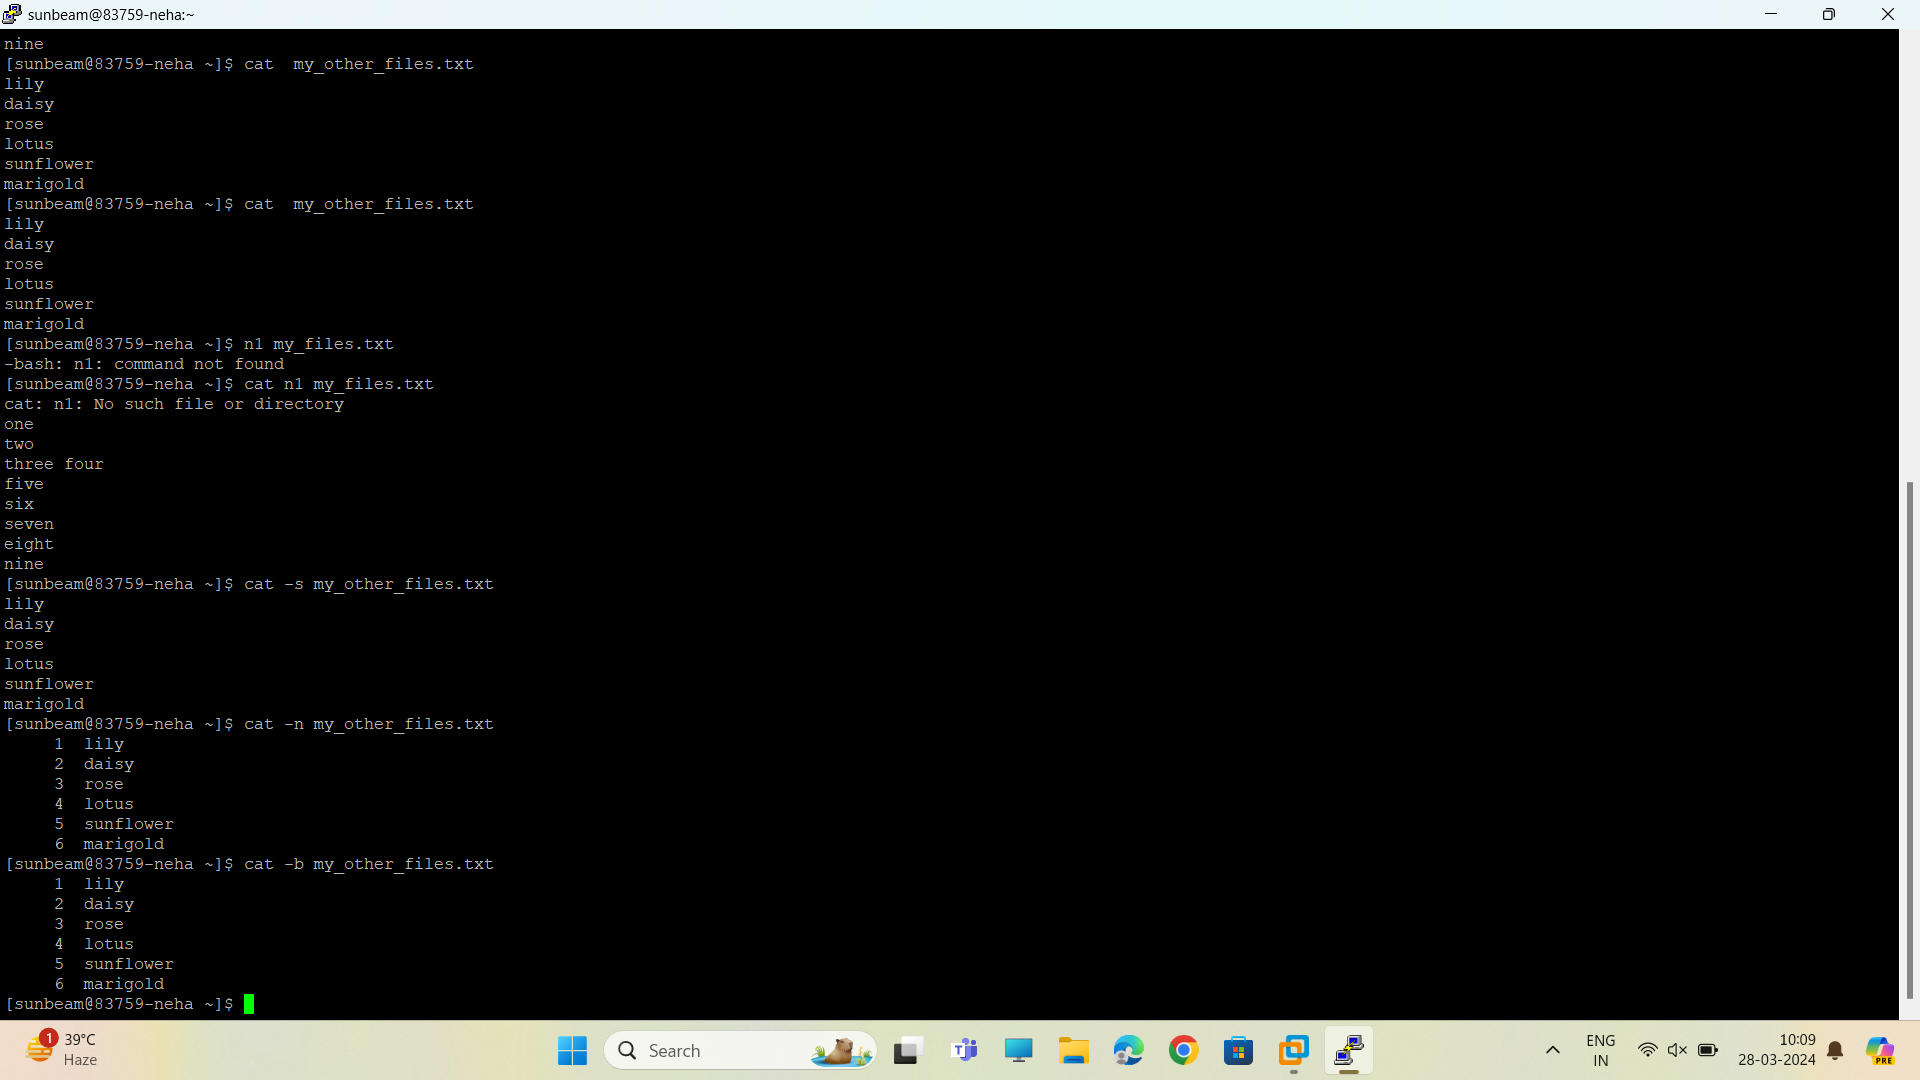 sunbeam@83759-neha:~
nine
[sunbeam@83759-neha ~]$ cat  my_other_files.txt
lily
daisy
rose
lotus
sunflower
marigold
[sunbeam@83759-neha ~]$ cat  my_other_files.txt
lily
daisy
rose
lotus
sunflower
marigold
[sunbeam@83759-neha ~]$ n1 my_files.txt
-bash: n1: command not found
[sunbeam@83759-neha ~]$ cat n1 my_files.txt
cat: n1: No such file or directory
one
two
three four
five
six
seven
eight
nine
[sunbeam@83759-neha ~]$ cat -s my_other_files.txt
lily
daisy
rose
lotus
sunflower
marigold
[sunbeam@83759-neha ~]$ cat -n my_other_files.txt
     1  lily
     2  daisy
     3  rose
     4  lotus
     5  sunflower
     6  marigold
[sunbeam@83759-neha ~]$ cat -b my_other_files.txt
     1  lily
     2  daisy
     3  rose
     4  lotus
     5  sunflower
     6  marigold
[sunbeam@83759-neha ~]$
1
39°C
Haze
Search
ENG
IN
10:09
28-03-2024
PRE